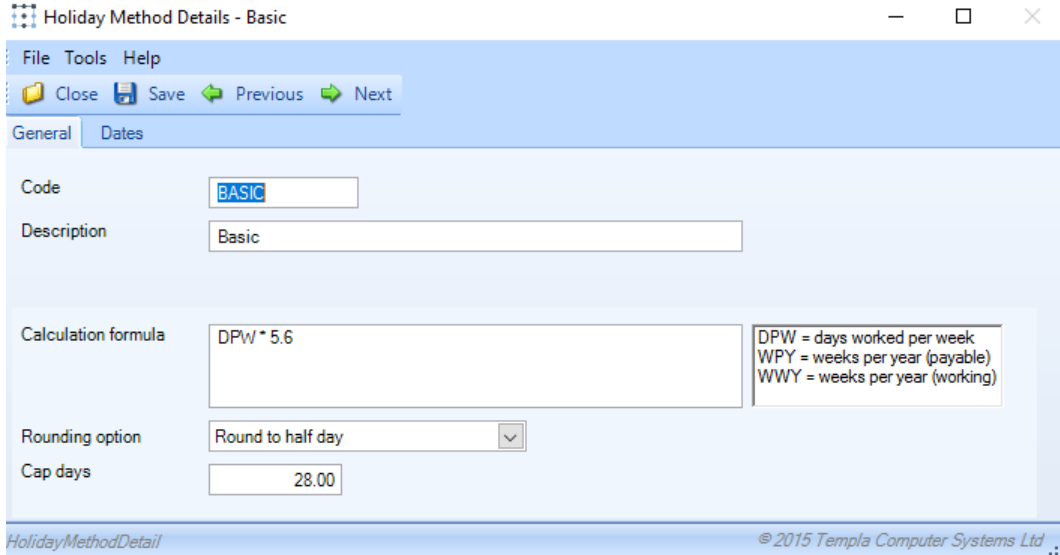 Holiday Method Details - Basic
File Tools Help
Close Save Previous Next
General Dates
Code BASIC
Description Basic
Calculation formula DPW * 5.6
DPW = days worked per week
WPY = weeks per year (payable)
WWY = weeks per year (working)
Rounding option Round to half day
Cap days 28.00
HolidayMethodDetail © 2015 Templa Computer Systems Ltd